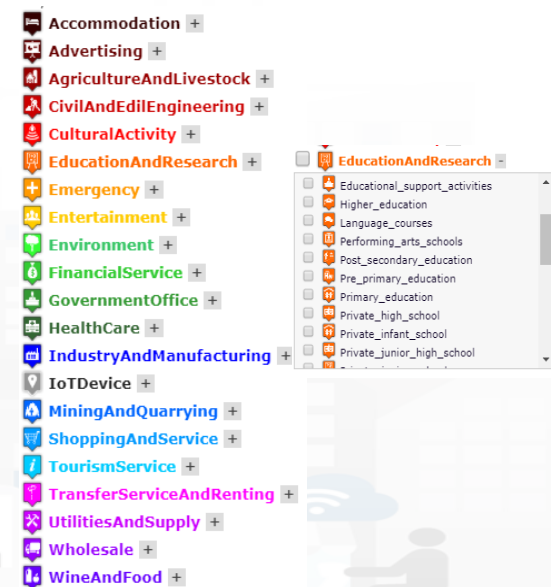 Accommodation +
Advertising +
AgricultureAndLivestock +
CivilAndEdilEngineering +
CulturalActivity +
EducationAndResearch +
Emergency +
Entertainment +
Environment +
FinancialService +
GovernmentOffice +
HealthCare +
IndustryAndManufacturing +
IoTDevice +
MiningAndQuarrying +
ShoppingAndService +
TourismService +
TransferServiceAndRenting +
UtilitiesAndSupply +
Wholesale +
WineAndFood +
EducationAndResearch -
Educational_support_activities
Higher_education
Language_courses
Performing_arts_schools
Post_secondary_education
Pre_primary_education
Primary_education
Private_high_school
Private_infant_school
Private_junior_high_school